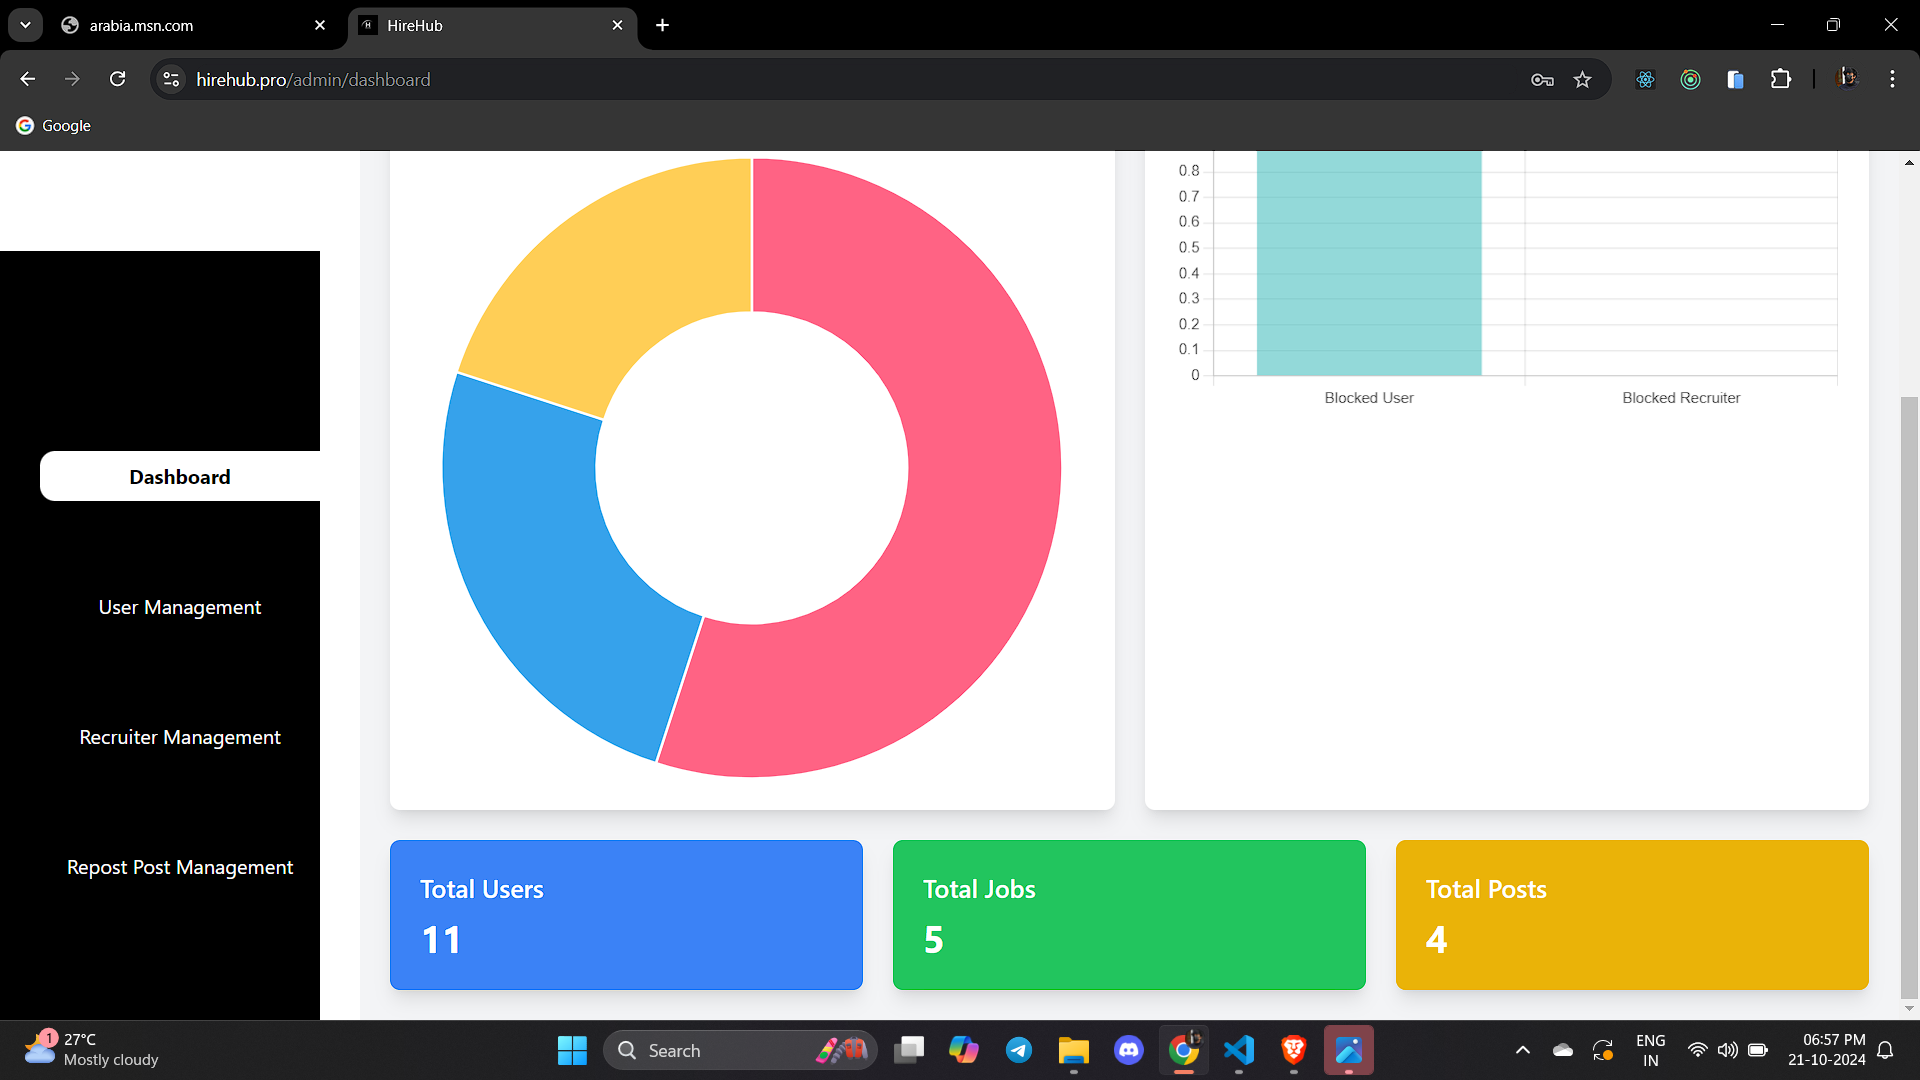 arabia.msn.com
HireHub
hirehub.pro/admin/dashboard
Google
Dashboard
User Management
Recruiter Management
Repost Post Management
0.8
0.7
0.6
0.5
0.4
0.3
0.2
0.1
0
Blocked User
Blocked Recruiter
Total Users
11
Total Jobs
5
Total Posts
4
1
27°C
Mostly cloudy
Search
ENG
IN
06:57 PM
21-10-2024